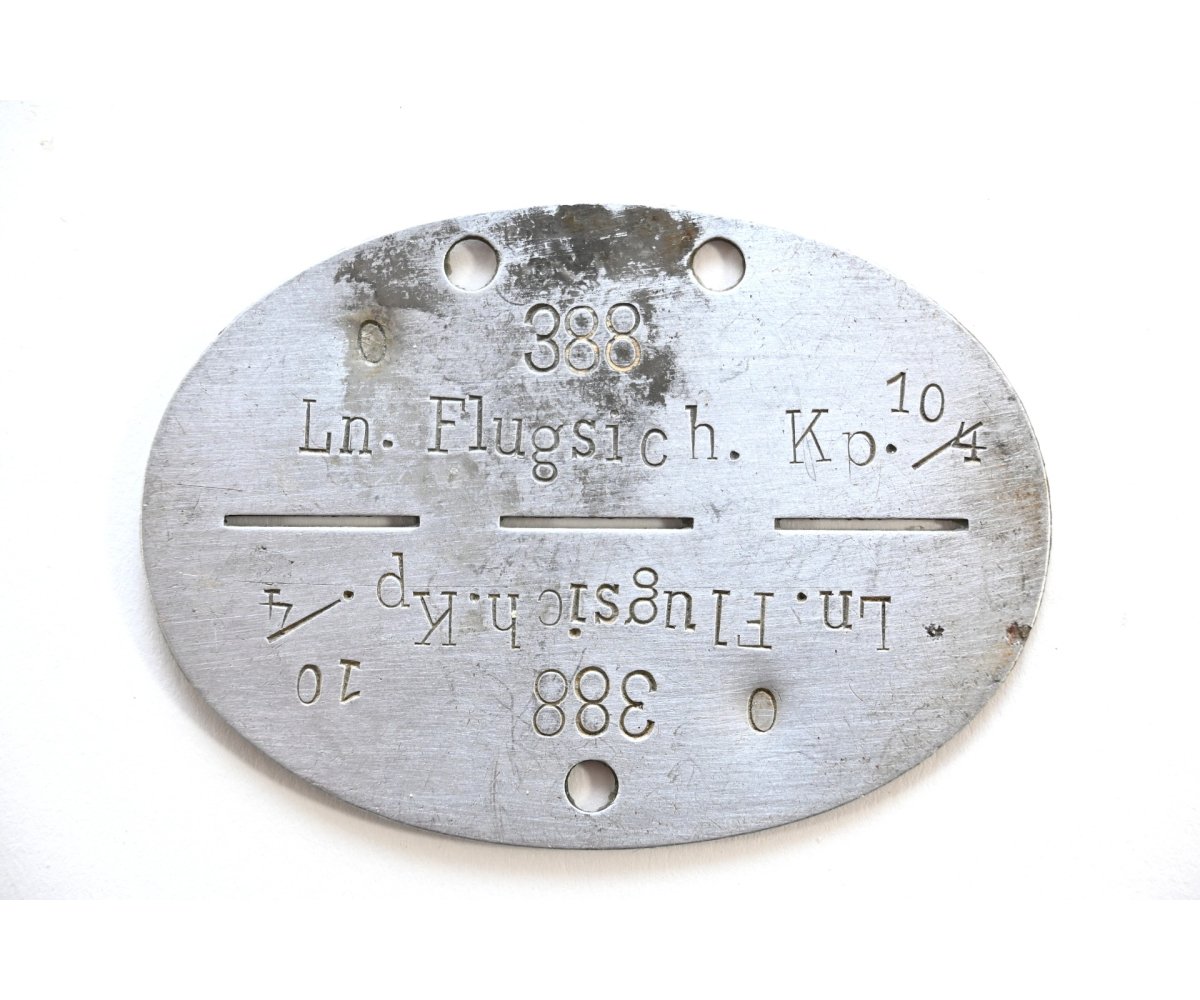 0 388
Ln. Flugsich. Kp. 10/4
Ln. Flugsich. Kp. 10/4
388 0